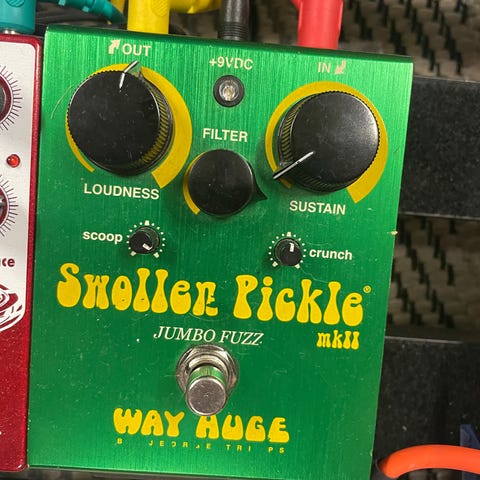 OUT
+9VDC
IN
FILTER
LOUDNESS
SUSTAIN
scoop
crunch
Swollen Pickle®
JUMBO FUZZ
mkII
WAY HUGE